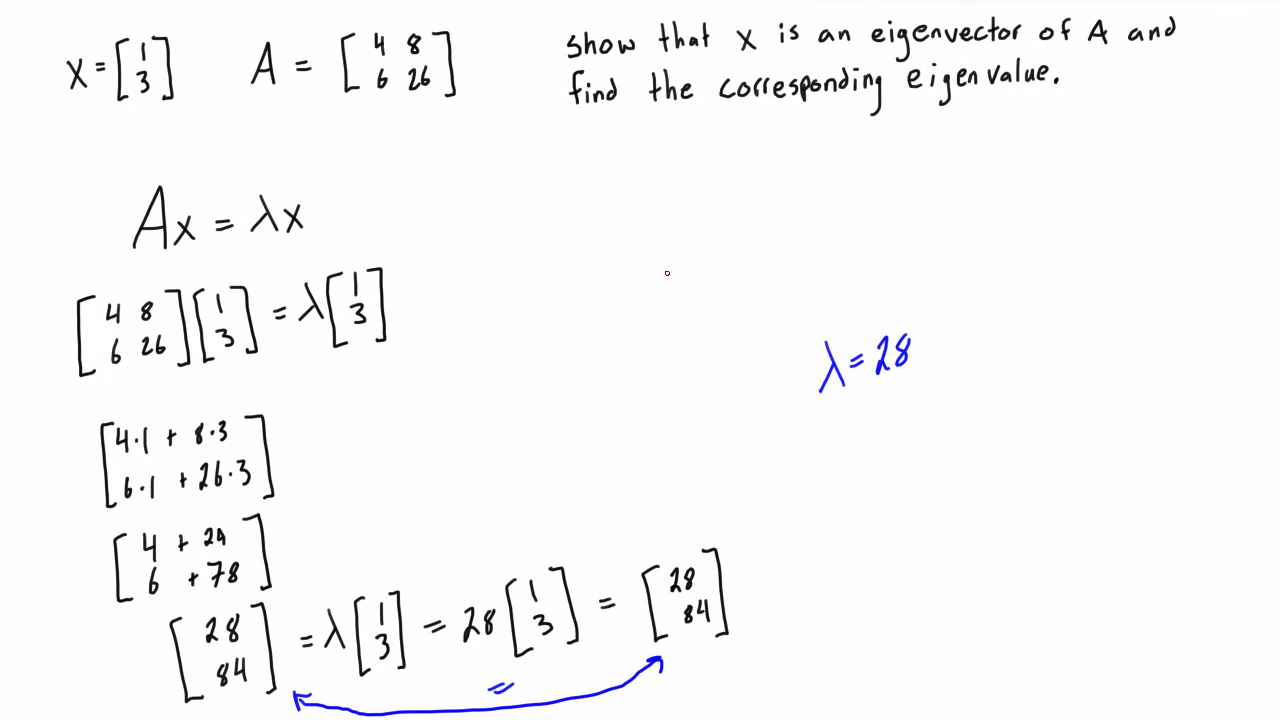 x = [1 3] A = [4 8 6 26] Show that x is an eigenvector of A and
find the corresponding eigenvalue.
Ax = λx
[4 8 6 26] [1 3] = λ [1 3]
λ = 28
[4·1 + 8·3
6·1 + 26·3]
[4 + 24
6 + 78]
[28 84] = λ [1 3] = 28 [1 3] = [28 84]
=